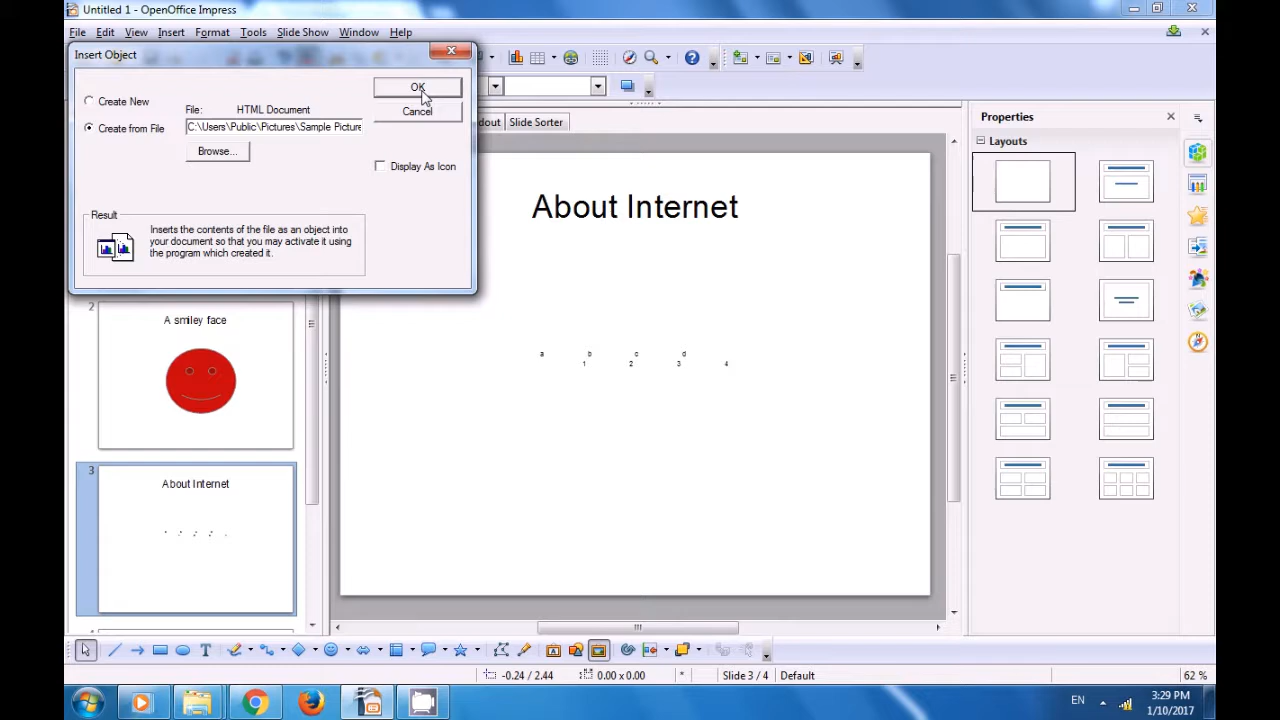 Untitled 1 - OpenOffice Impress
File Edit View Insert Format Tools Slide Show Window Help
Insert Object
Create New
File: HTML Document
Create from File
C:\Users\Public\Pictures\Sample Picture
Browse...
OK
Cancel
Display As Icon
Result
Inserts the contents of the file as an object into
your document so that you may activate it using
the program which created it.
dout Slide Sorter
Properties
Layouts
About Internet
a b c d
1 2 3 4
2
A smiley face
3
About Internet
-0.24 / 2.44 0.00 x 0.00 * Slide 3 / 4 Default 62 %
EN
3:29 PM
1/10/2017